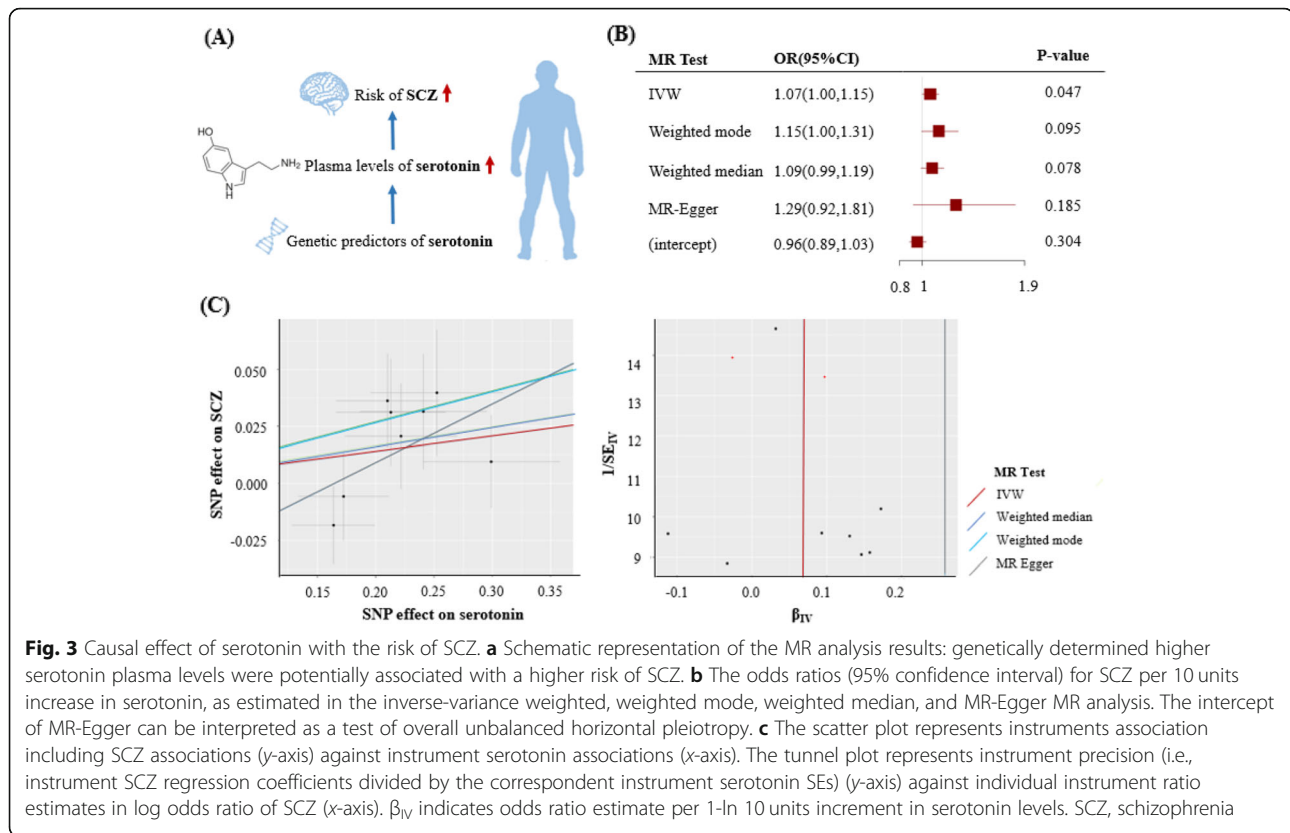 (A)
Risk of SCZ
HO
NH₂
N
H
Plasma levels of serotonin
Genetic predictors of serotonin
(B)
MR Test OR(95%CI) P-value
IVW 1.07(1.00,1.15) 0.047
Weighted mode 1.15(1.00,1.31) 0.095
Weighted median 1.09(0.99,1.19) 0.078
MR-Egger 1.29(0.92,1.81) 0.185
(intercept) 0.96(0.89,1.03) 0.304
0.8 1 1.9
(C)
SNP effect on SCZ
0.050
0.025
0.000
-0.025
0.15 0.20 0.25 0.30 0.35
SNP effect on serotonin
1/SE_IV
14
13
12
11
10
9
-0.1 0.0 0.1 0.2
β_IV
MR Test
IVW
Weighted median
Weighted mode
MR Egger
Fig. 3 Causal effect of serotonin with the risk of SCZ. a Schematic representation of the MR analysis results: genetically determined higher
serotonin plasma levels were potentially associated with a higher risk of SCZ. b The odds ratios (95% confidence interval) for SCZ per 10 units
increase in serotonin, as estimated in the inverse-variance weighted, weighted mode, weighted median, and MR-Egger MR analysis. The intercept
of MR-Egger can be interpreted as a test of overall unbalanced horizontal pleiotropy. c The scatter plot represents instruments association
including SCZ associations (y-axis) against instrument serotonin associations (x-axis). The tunnel plot represents instrument precision (i.e.,
instrument SCZ regression coefficients divided by the correspondent instrument serotonin SEs) (y-axis) against individual instrument ratio
estimates in log odds ratio of SCZ (x-axis). β_IV indicates odds ratio estimate per 1-ln 10 units increment in serotonin levels. SCZ, schizophrenia